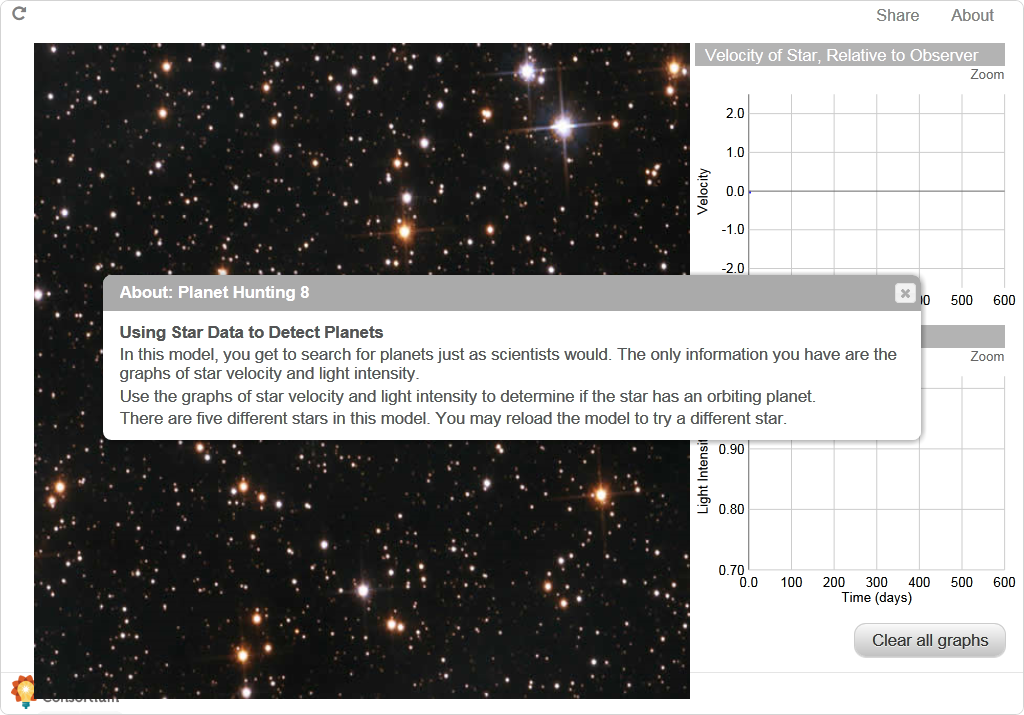 Share About
Velocity of Star, Relative to Observer
Zoom
2.0
1.0
0.0
-1.0
-2.0
Velocity
500 600
About: Planet Hunting 8
Using Star Data to Detect Planets
In this model, you get to search for planets just as scientists would. The only information you have are the
graphs of star velocity and light intensity.
Use the graphs of star velocity and light intensity to determine if the star has an orbiting planet.
There are five different stars in this model. You may reload the model to try a different star.
Zoom
0.90
0.80
0.70
Light
0.0 100 200 300 400 500 600
Time (days)
Clear all graphs